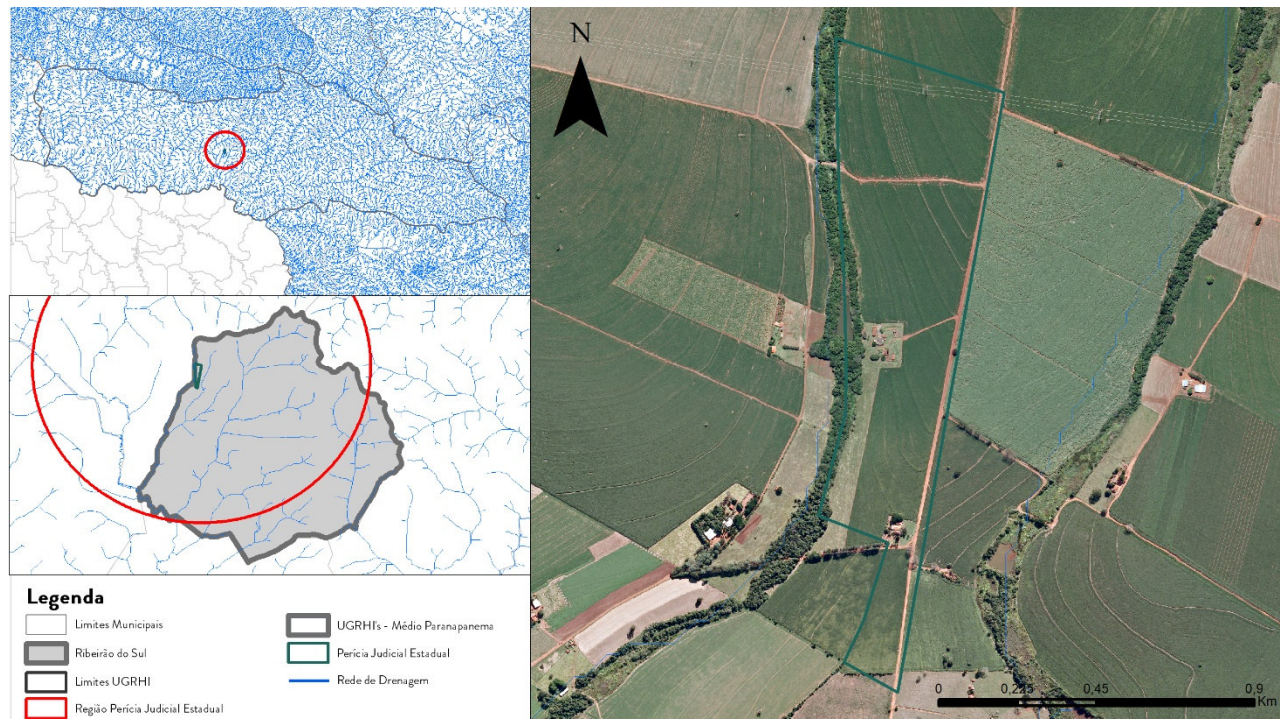 N
Legenda
Limites Municipais
Ribeirão do Sul
Limites UGRHI
Região Perícia Judicial Estadual
UGRHI's - Médio Paranapanema
Perícia Judicial Estadual
Rede de Drenagem
0 0,225 0,45 0,9
Km